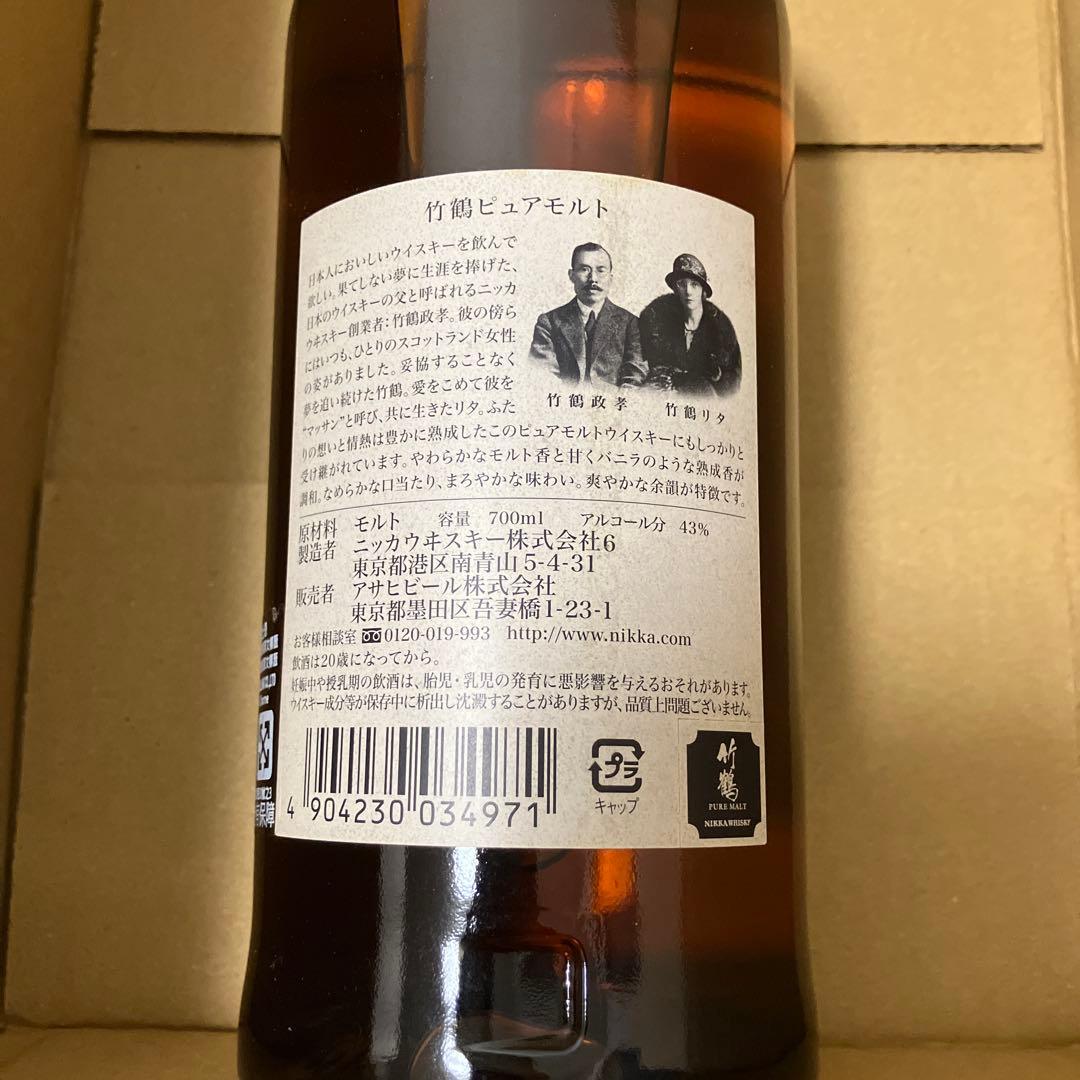 竹鶴ピュアモルト
日本人においしいウイスキーを飲んで
欲しい。果てしない夢に生涯を捧げた、
日本のウイスキーの父と呼ばれるニッカ
ウヰスキー創業者：竹鶴政孝。彼の傍ら
にはいつも、ひとりのスコットランド女性
の姿がありました。妥協することなく
夢を追い続けた竹鶴。愛をこめて彼を
“マッサン”と呼び、共に生きたリタ。ふた
りの想いと情熱は豊かに熟成したこのピュアモルトウイスキーにもしっかりと
受け継がれています。やわらかなモルト香と甘くバニラのような熟成香が
調和。なめらかな口当たり、まろやかな味わい。爽やかな余韻が特徴です。
竹鶴政孝 竹鶴リタ
原材料 モルト 容量 700ml アルコール分 43%
製造者 ニッカウヰスキー株式会社6
東京都港区南青山5-4-31
販売者 アサヒビール株式会社
東京都墨田区吾妻橋1-23-1
お客様相談室 0120-019-993 http://www.nikka.com
飲酒は20歳になってから。
妊娠中や授乳期の飲酒は、胎児・乳児の発育に悪影響を与えるおそれがあります。
ウイスキー成分等が保存中に析出し沈澱することがありますが、品質上問題ございません。
4 904230 034971
プラ
キャップ
竹鶴
PURE MALT
NIKKA WHISKY